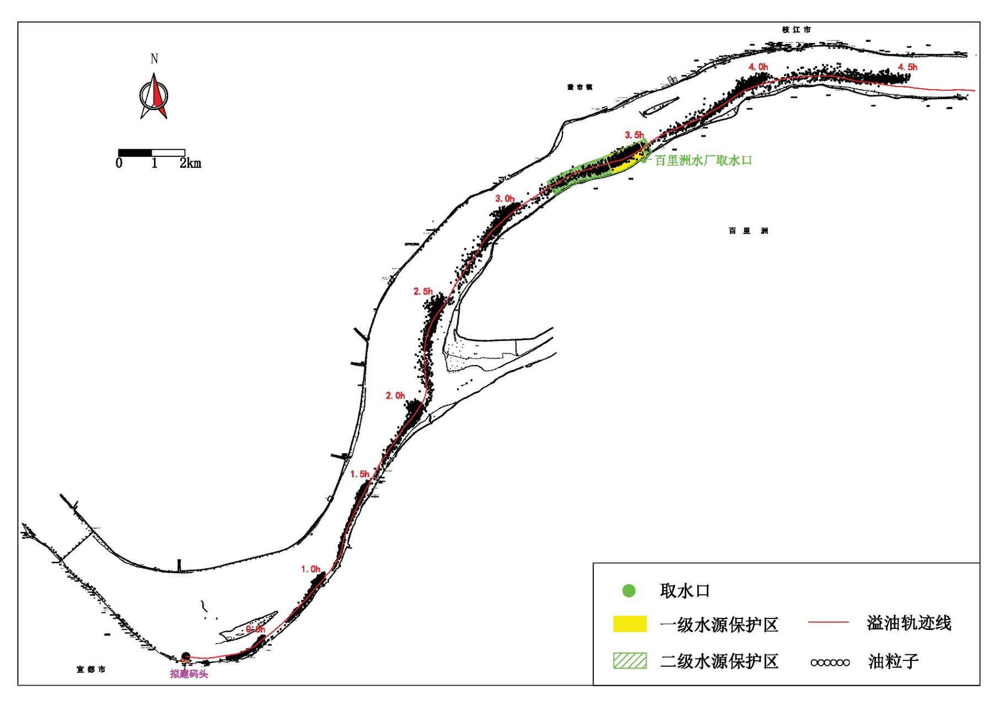 枝江市
N
4.0h
4.5h
董市镇
3.5h
百里洲水厂取水口
0 1 2km
3.0h
百里洲
2.5h
2.0h
1.5h
1.0h
取水口
一级水源保护区
溢油轨迹线
0.5h
二级水源保护区
油粒子
宜都市
拟建码头